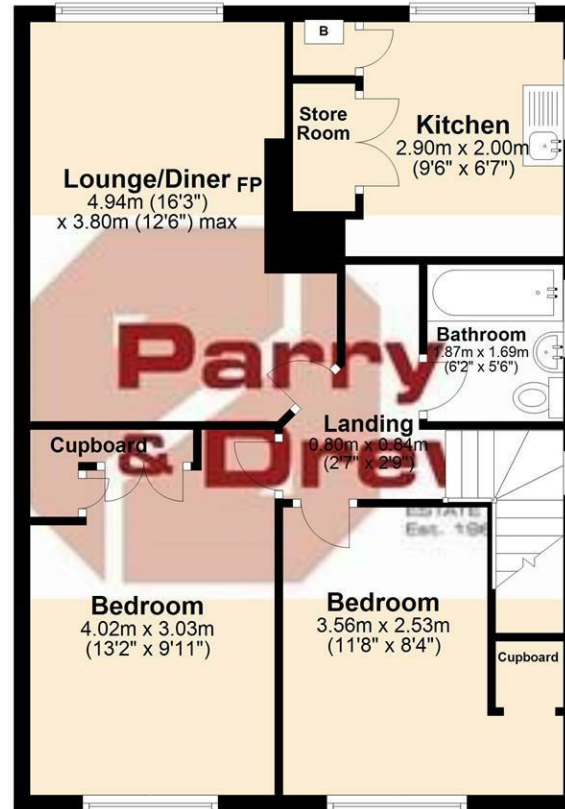 B
Store
Room
Kitchen
2.90m x 2.00m
(9'6" x 6'7")
Lounge/Diner FP
4.94m (16'3")
x 3.80m (12'6") max
Parry
& Drew
Bathroom
1.87m x 1.69m
(6'2" x 5'6")
Landing
0.80m x 0.84m
(2'7" x 2'9")
Cupboard
ESTATE
Est. 196
Bedroom
4.02m x 3.03m
(13'2" x 9'11")
Bedroom
3.56m x 2.53m
(11'8" x 8'4")
Cupboard